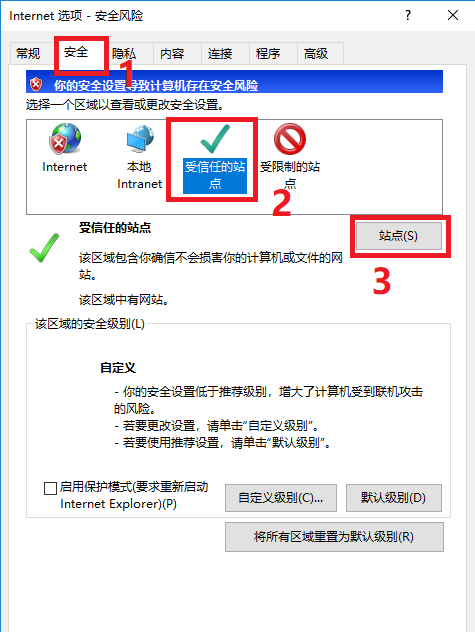 Internet 选项 - 安全风险
?
常规 安全 隐私 内容 连接 程序 高级
1
你的安全设置导致计算机存在安全风险
选择一个区域以查看或更改安全设置。
Internet
本地
Intranet
受信任的站
点
受限制的站
点
2
受信任的站点
站点(S)
3
该区域包含你确信不会损害你的计算机或文件的网
站。
该区域中有网站。
该区域的安全级别(L)
自定义
- 你的安全设置低于推荐级别，增大了计算机受到联机攻击
的风险。
- 若要更改设置，请单击“自定义级别”。
- 若要使用推荐设置，请单击“默认级别”。
启用保护模式(要求重新启动
Internet Explorer)(P)
自定义级别(C)...
默认级别(D)
将所有区域重置为默认级别(R)